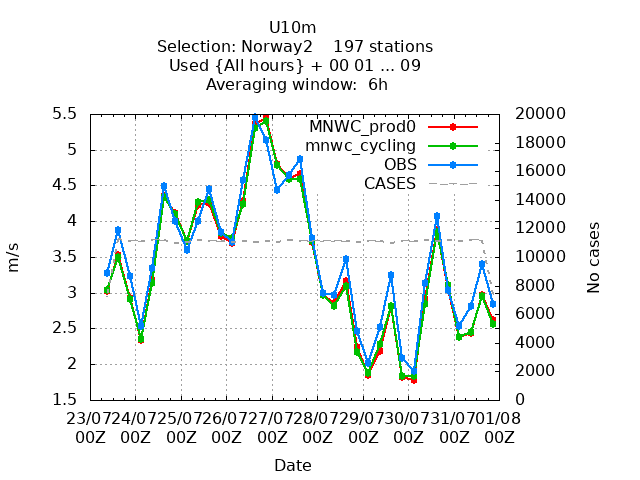 U10m
Selection: Norway2    197 stations
Used {All hours} + 00 01 ... 09
Averaging window:  6h
MNWC_prod0
mnwc_cycling
OBS
CASES
m/s
5.5
5
4.5
4
3.5
3
2.5
2
1.5
No cases
20000
18000
16000
14000
12000
10000
8000
6000
4000
2000
0
23/07 24/07 25/07 26/07 27/07 28/07 29/07 30/07 31/07 01/08
00Z 00Z 00Z 00Z 00Z 00Z 00Z 00Z 00Z 00Z
Date